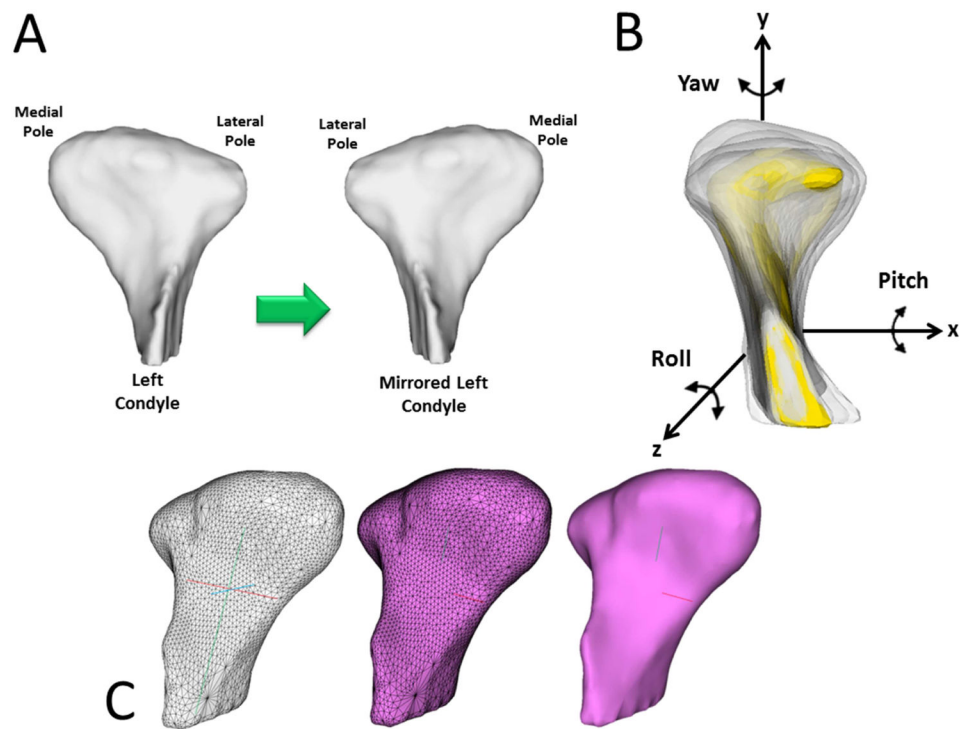 A
Medial
Pole
Lateral
Pole
Lateral
Pole
Medial
Pole
Left
Condyle
Mirrored Left
Condyle
B
y
Yaw
Pitch
x
Roll
z
C